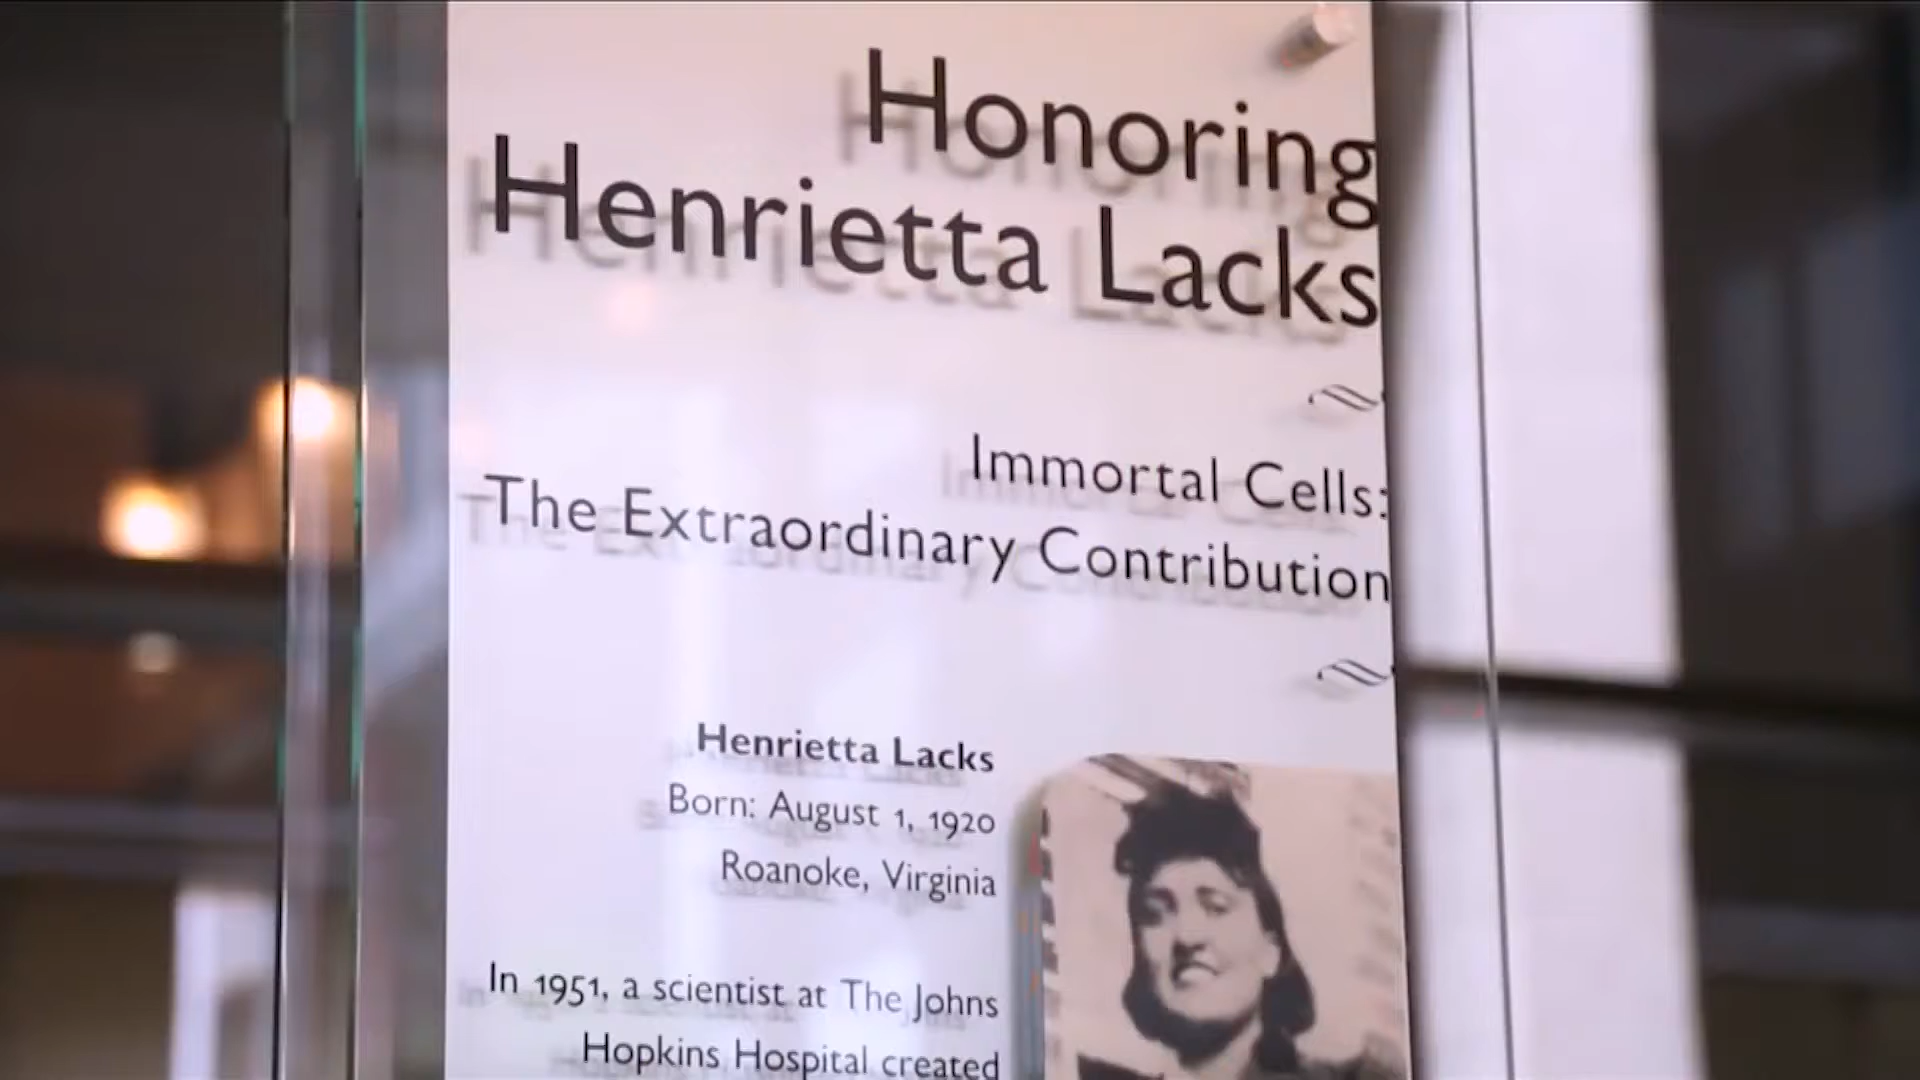 Honoring
Henrietta Lacks
Immortal Cells:
The Extraordinary Contribution
Henrietta Lacks
Born: August 1, 1920
Roanoke, Virginia
In 1951, a scientist at The Johns
Hopkins Hospital created